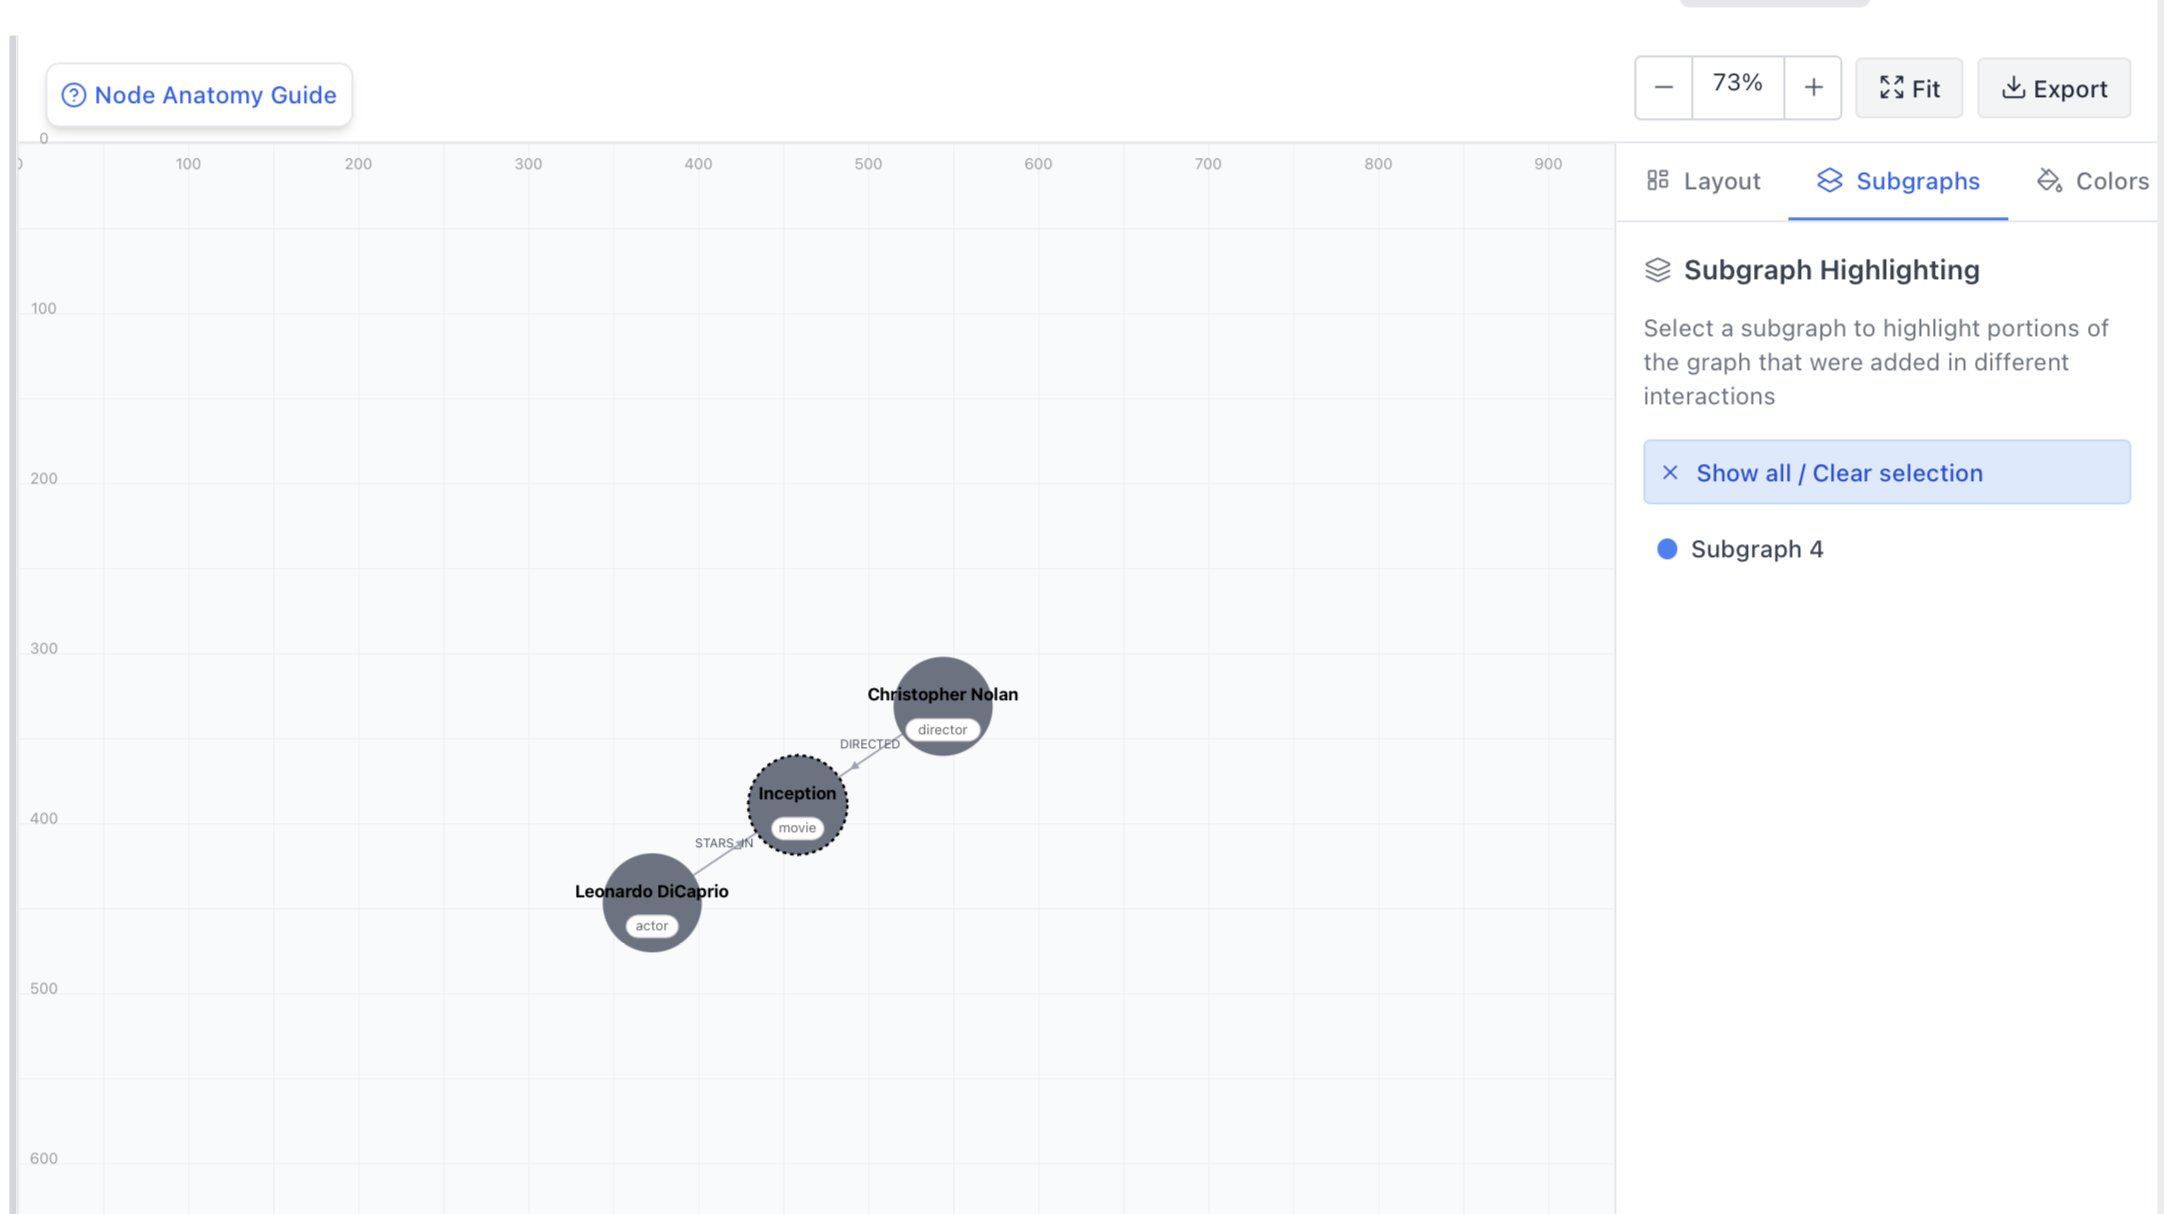 Node Anatomy Guide
73%
Fit
Export
0
0 100 200 300 400 500 600 700 800 900
Layout
Subgraphs
Colors
Subgraph Highlighting
Select a subgraph to highlight portions of
the graph that were added in different
interactions
Show all / Clear selection
Subgraph 4
100
200
300
Christopher Nolan
director
DIRECTED
Inception
movie
400
STARS_IN
Leonardo DiCaprio
actor
500
600